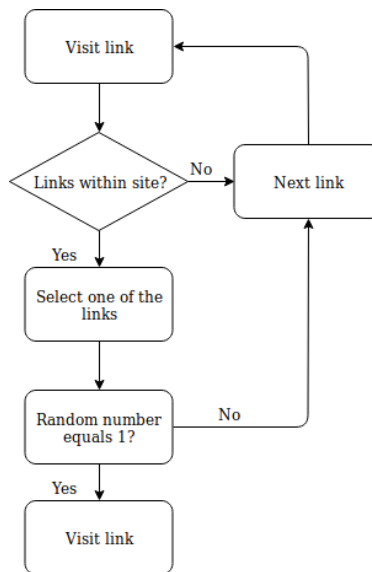 Visit link
Links within site?
No
Next link
Yes
Select one of the
links
Random number
equals 1?
No
Yes
Visit link